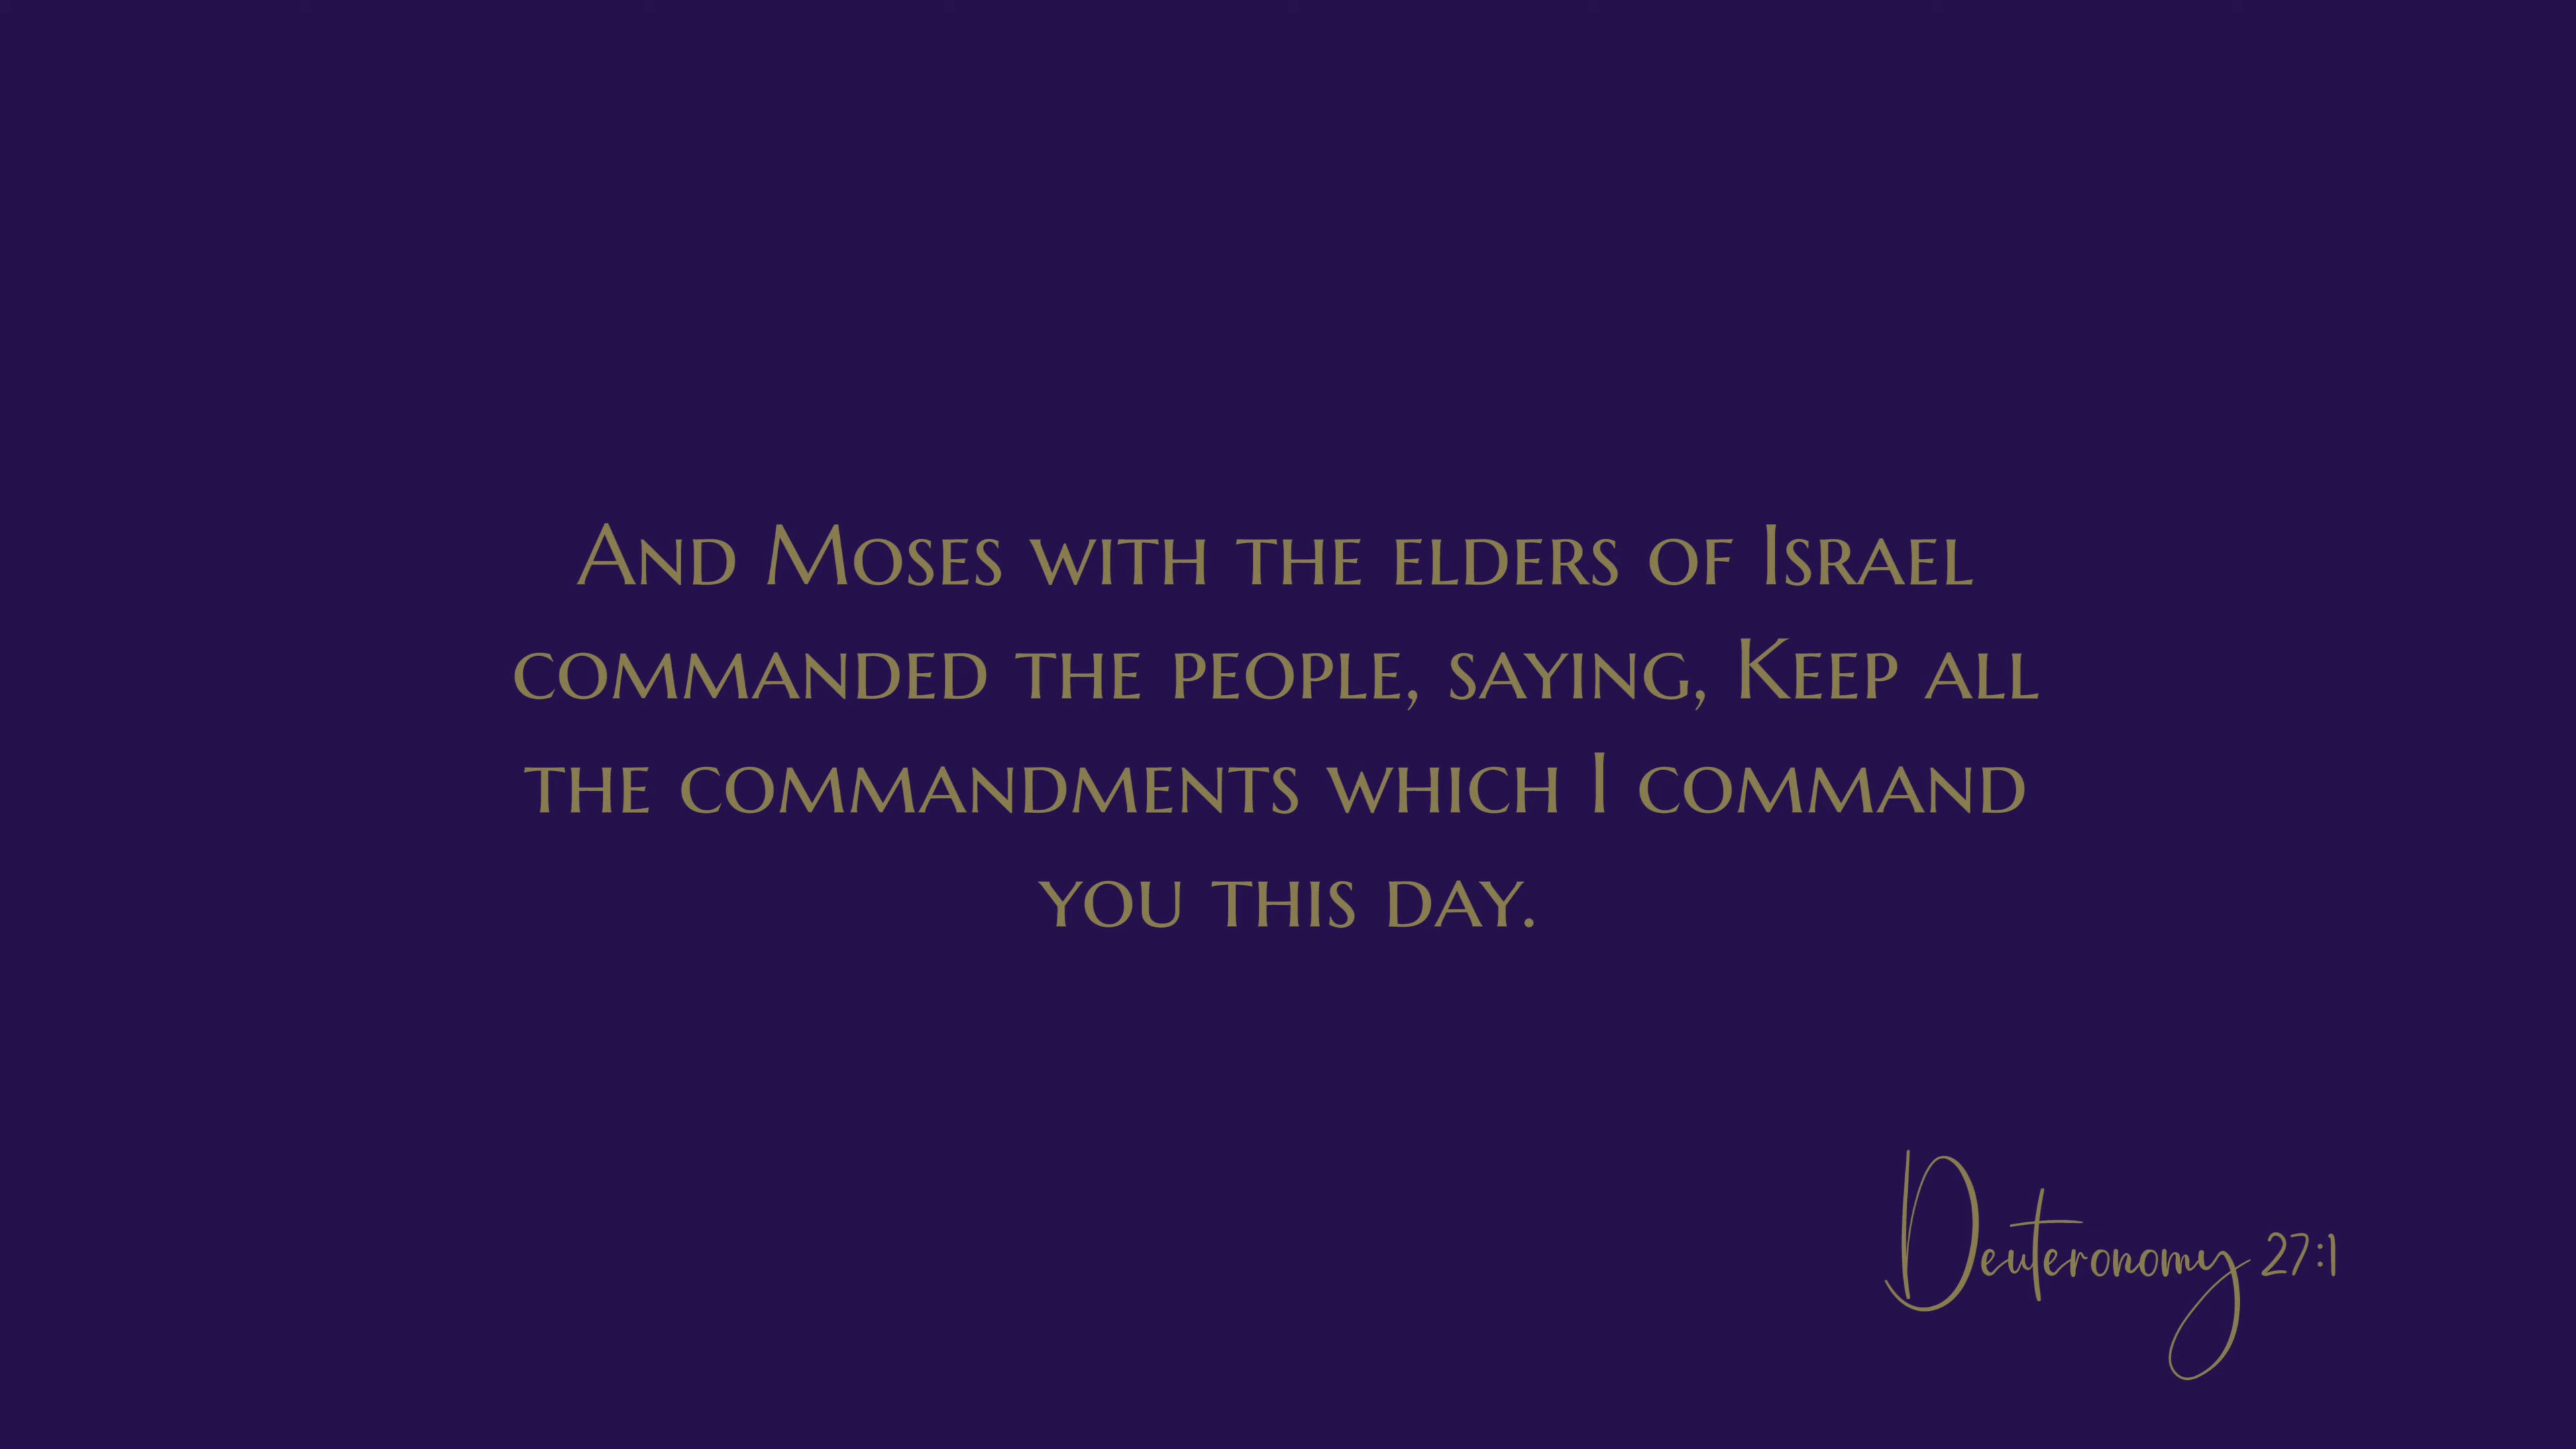 And Moses with the elders of Israel
commanded the people, saying, Keep all
the commandments which I command
you this day.
Deuteronomy 27:1